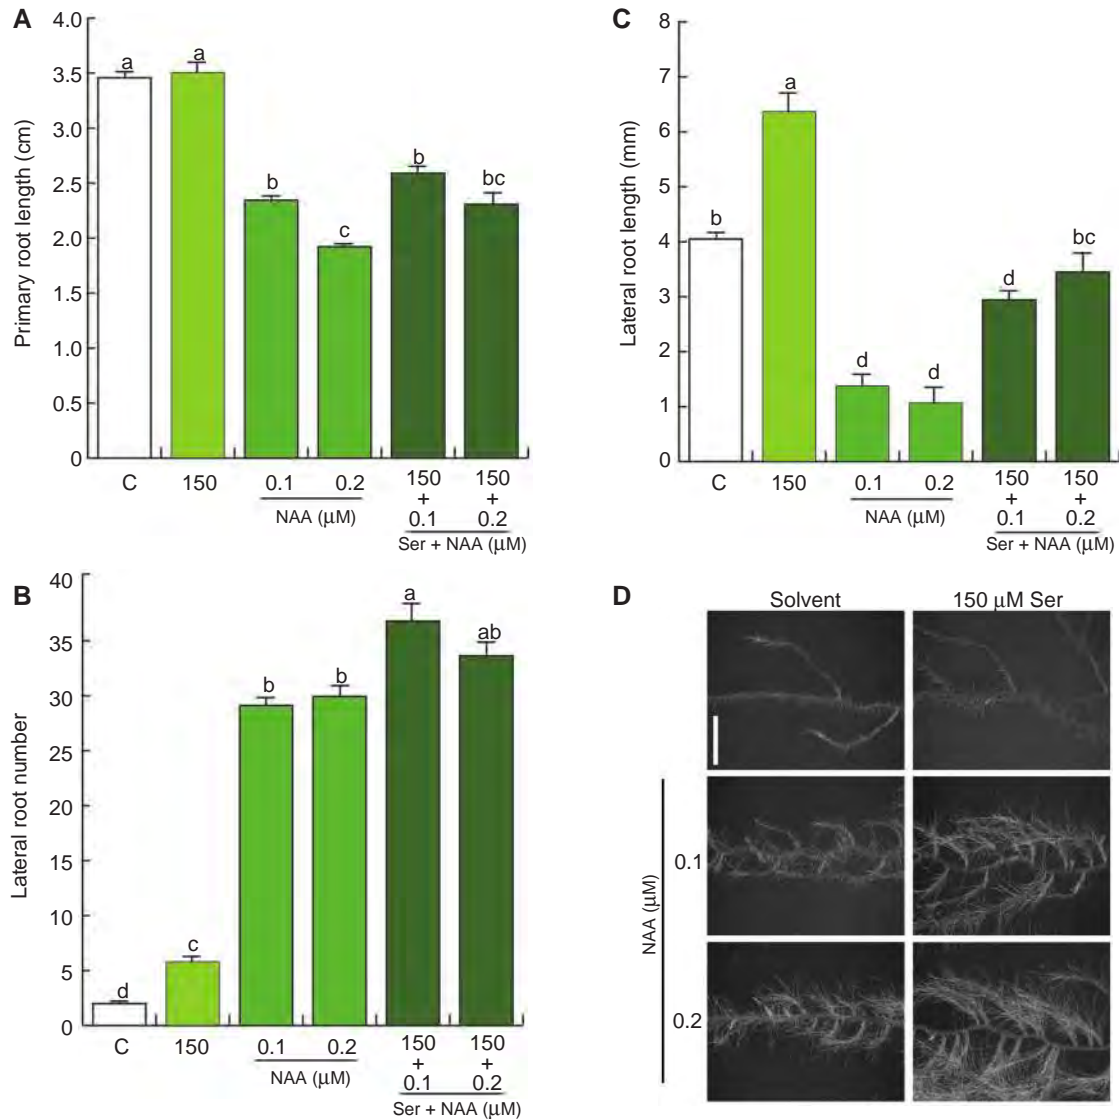 A
Primary root length (cm)
4.0
3.5
3.0
2.5
2.0
1.5
1.0
0.5
0
a
a
b
c
b
bc
C
150
0.1
0.2
150
+
0.1
150
+
0.2
NAA (μM)
Ser + NAA (μM)
B
Lateral root number
40
35
30
25
20
15
10
5
0
d
c
b
b
a
ab
C
150
0.1
0.2
150
+
0.1
150
+
0.2
NAA (μM)
Ser + NAA (μM)
C
Lateral root length (mm)
8
7
6
5
4
3
2
1
0
b
a
d
d
d
bc
C
150
0.1
0.2
150
+
0.1
150
+
0.2
NAA (μM)
Ser + NAA (μM)
D
Solvent
150 μM Ser
NAA (μM)
0.1
0.2